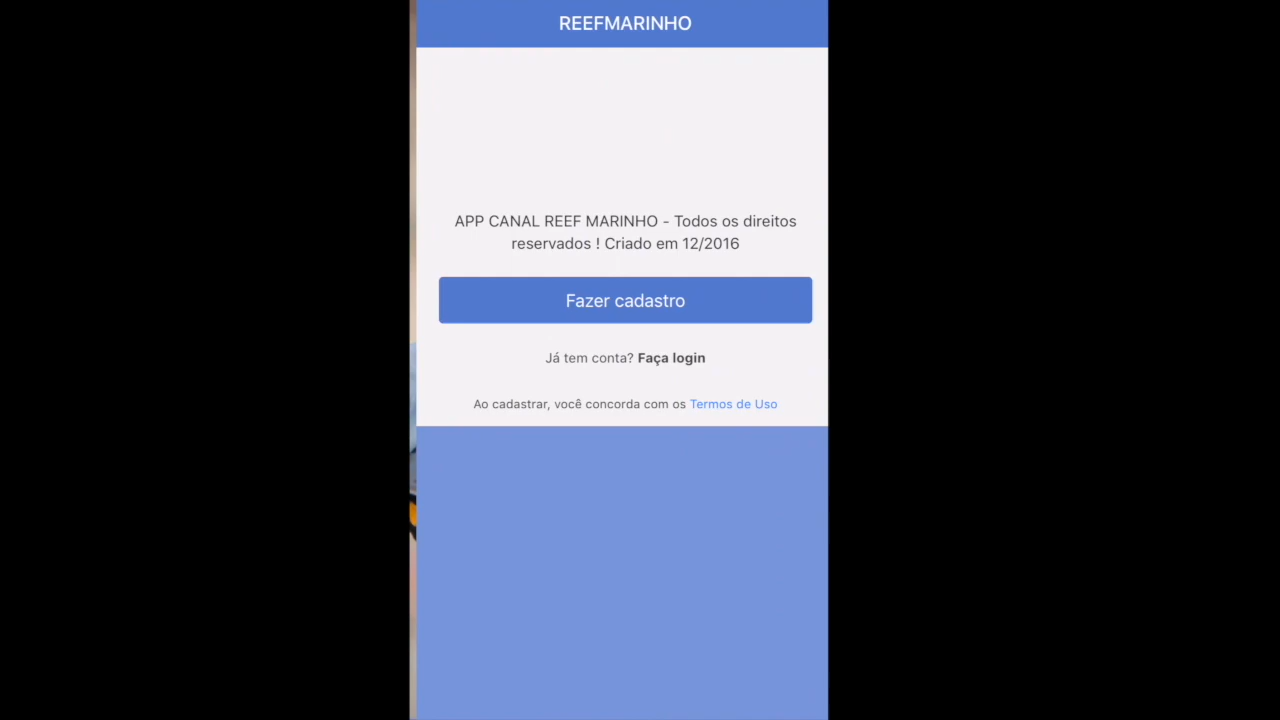 REEFMARINHO
APP CANAL REEF MARINHO - Todos os direitos
reservados ! Criado em 12/2016
Fazer cadastro
Já tem conta? Faça login
Ao cadastrar, você concorda com os Termos de Uso